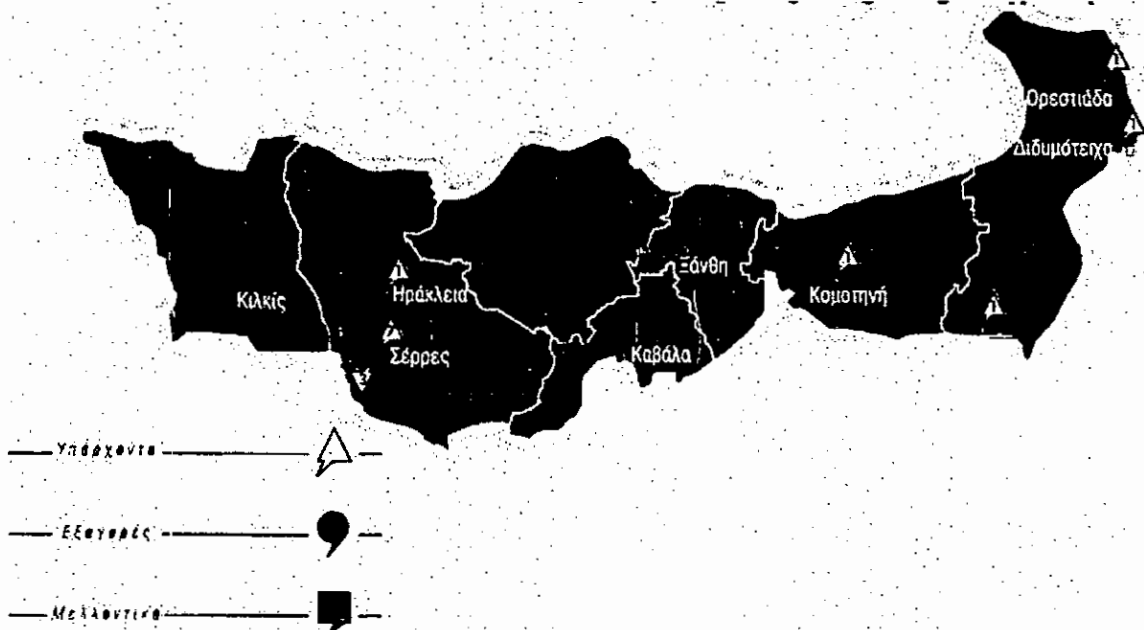 Ορεστιάδα
Διδυμότειχο
Ξάνθη
Κιλκίς
Ηράκλεια
Κομοτηνή
Σέρρες
Καβάλα
Υπάρχοντα
Εξαγορές
Μελλοντικά